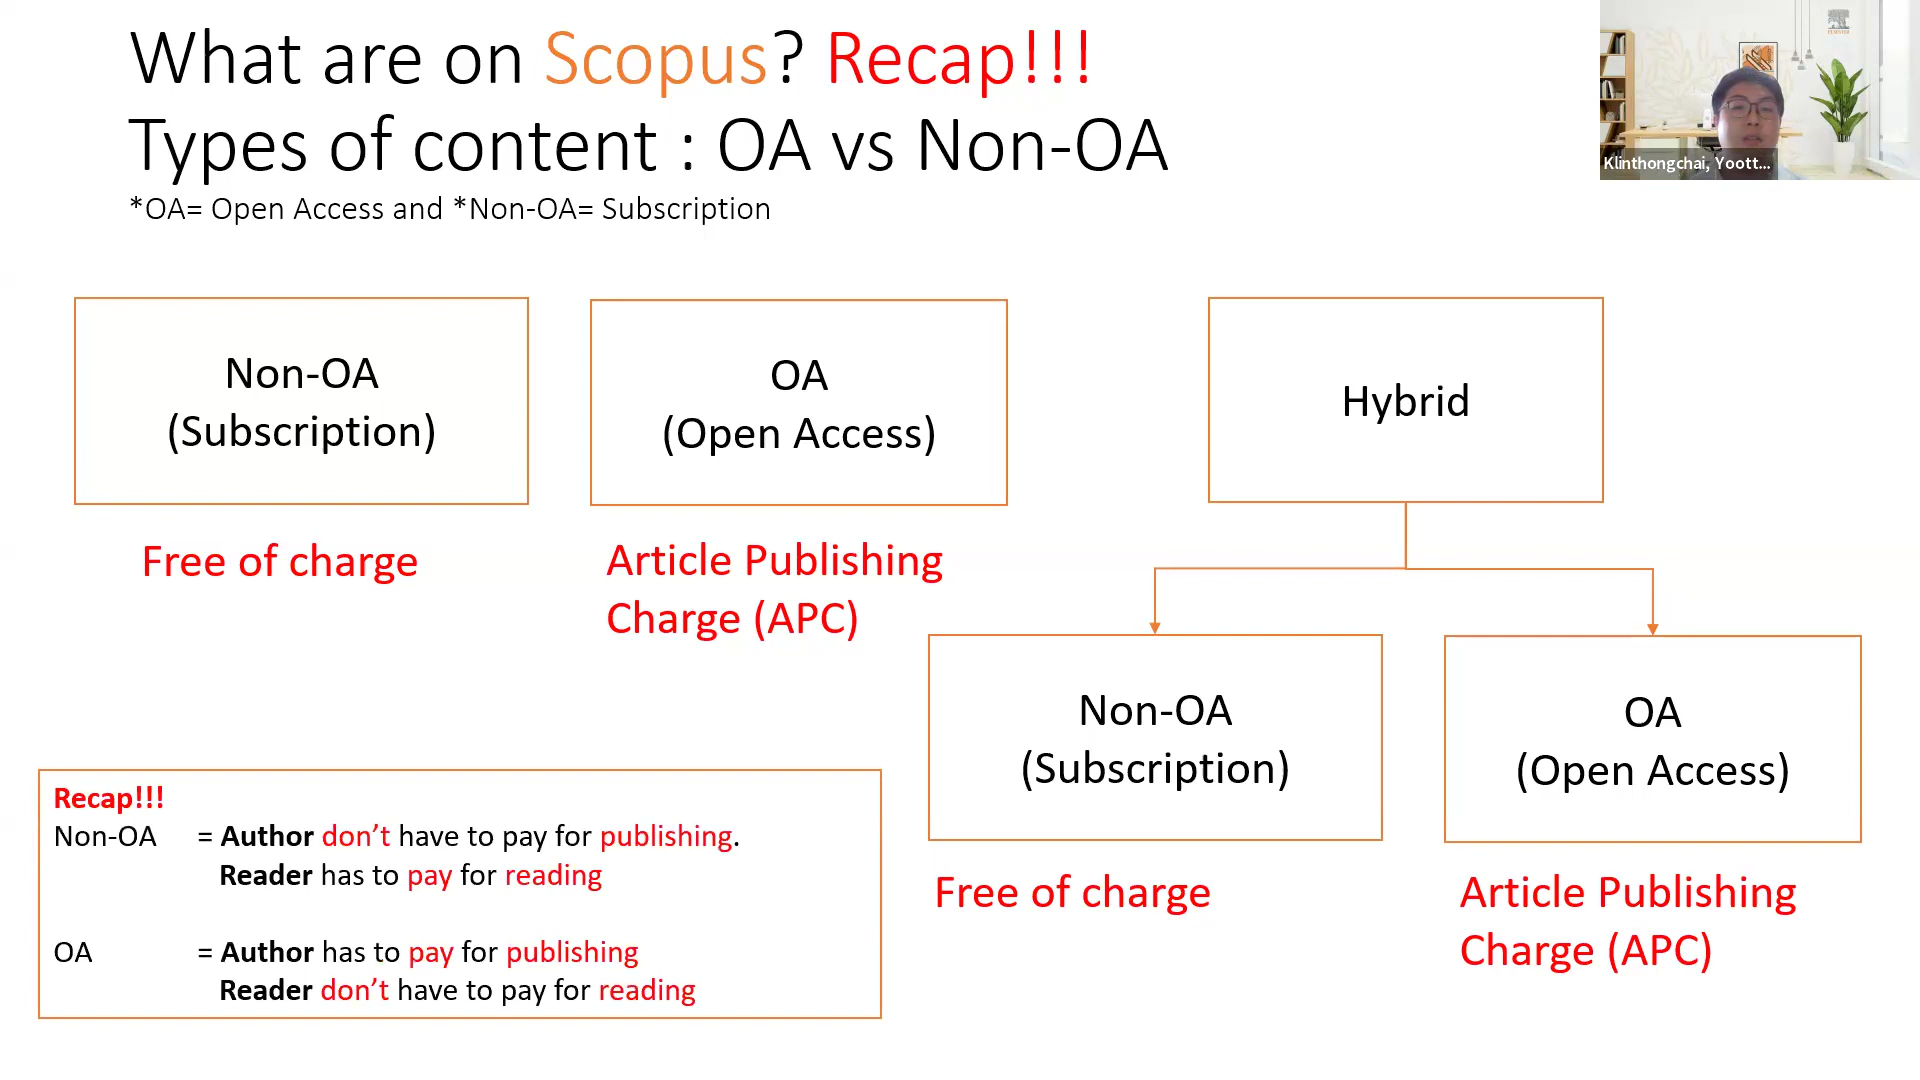 What are on Scopus? Recap!!!
Types of content : OA vs Non-OA
*OA= Open Access and *Non-OA= Subscription
Klinthongchai, Yoott...
Non-OA
(Subscription)
Free of charge
OA
(Open Access)
Article Publishing
Charge (APC)
Hybrid
Non-OA
(Subscription)
Free of charge
OA
(Open Access)
Article Publishing
Charge (APC)
Recap!!!
Non-OA = Author don’t have to pay for publishing.
Reader has to pay for reading
OA = Author has to pay for publishing
Reader don’t have to pay for reading